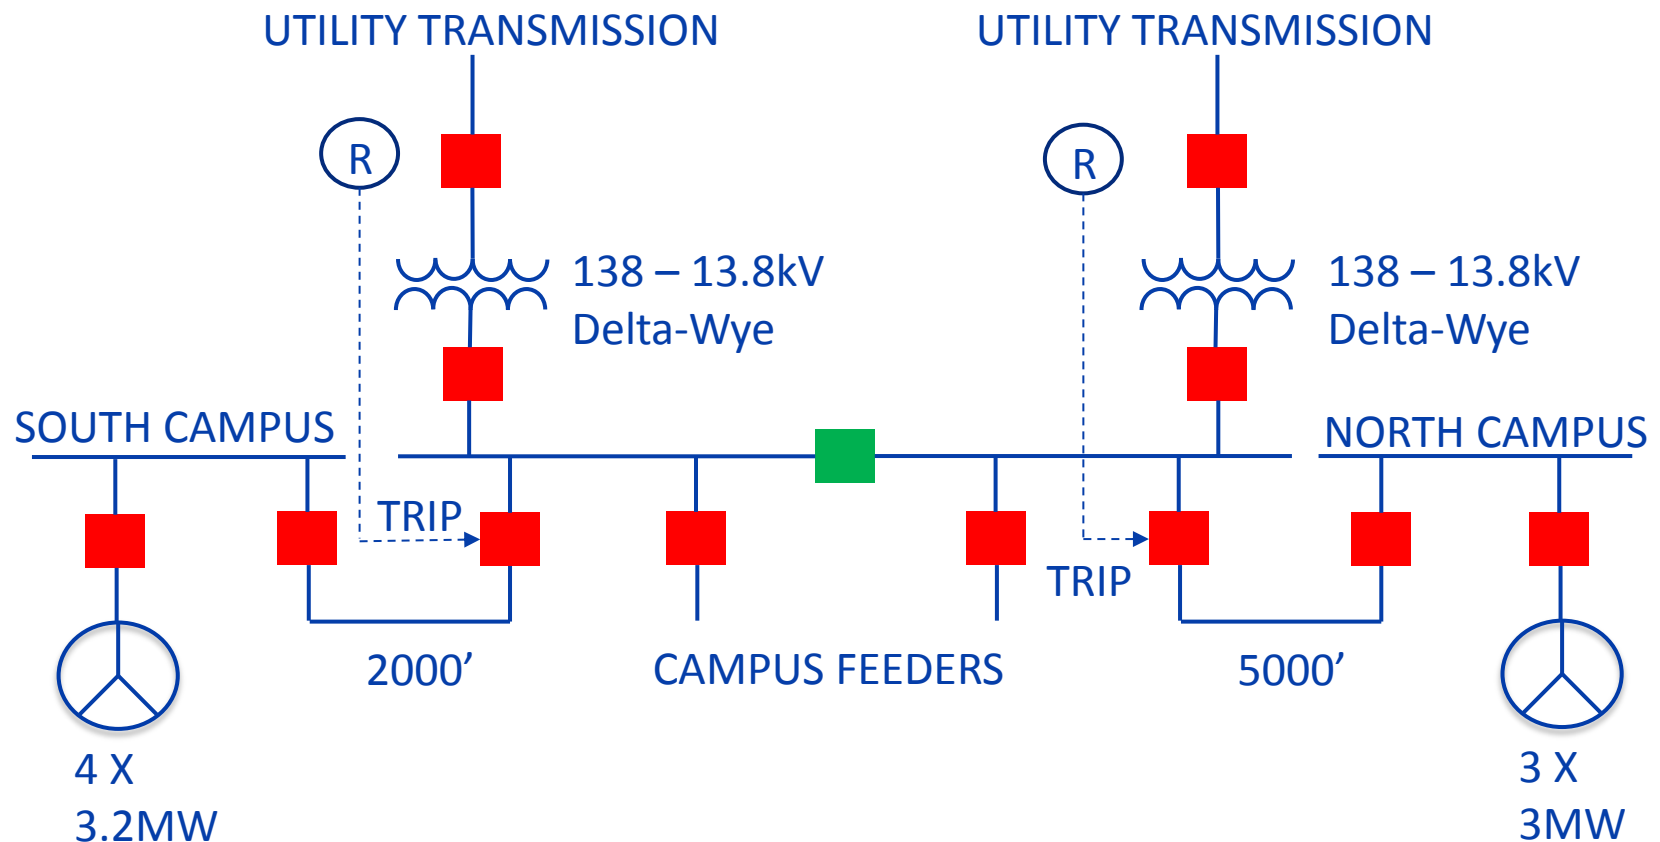 UTILITY TRANSMISSION
UTILITY TRANSMISSION
R
R
138 – 13.8kV
Delta-Wye
138 – 13.8kV
Delta-Wye
SOUTH CAMPUS
NORTH CAMPUS
TRIP
TRIP
2000’
CAMPUS FEEDERS
5000’
4 X
3.2MW
3 X
3MW